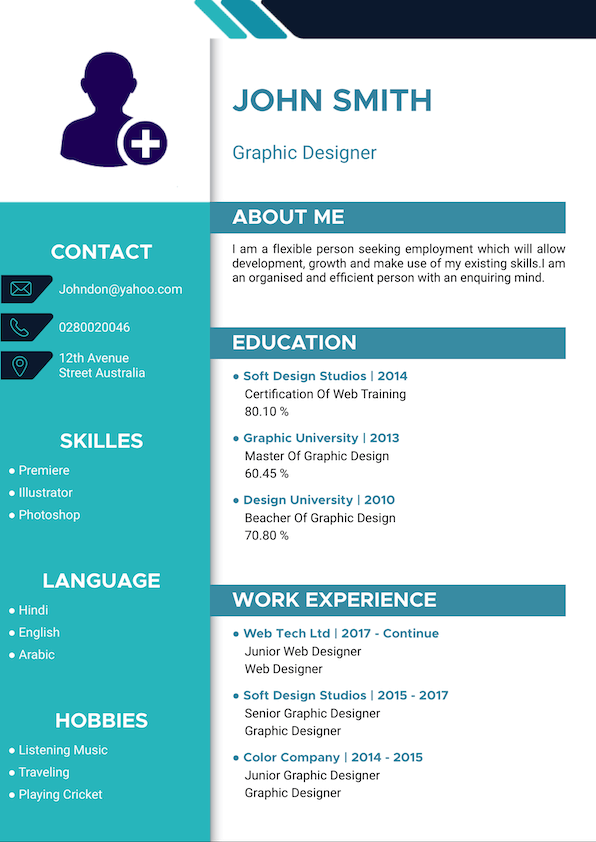 JOHN SMITH
Graphic Designer
CONTACT
Johndon@yahoo.com
0280020046
12th Avenue
Street Australia
SKILLES
● Premiere
● Illustrator
● Photoshop
LANGUAGE
● Hindi
● English
● Arabic
HOBBIES
● Listening Music
● Traveling
● Playing Cricket
ABOUT ME
I am a flexible person seeking employment which will allow
development, growth and make use of my existing skills.I am
an organised and efficient person with an enquiring mind.
EDUCATION
● Soft Design Studios | 2014
Certification Of Web Training
80.10 %
● Graphic University | 2013
Master Of Graphic Design
60.45 %
● Design University | 2010
Beacher Of Graphic Design
70.80 %
WORK EXPERIENCE
● Web Tech Ltd | 2017 - Continue
Junior Web Designer
Web Designer
● Soft Design Studios | 2015 - 2017
Senior Graphic Designer
Graphic Designer
● Color Company | 2014 - 2015
Junior Graphic Designer
Graphic Designer